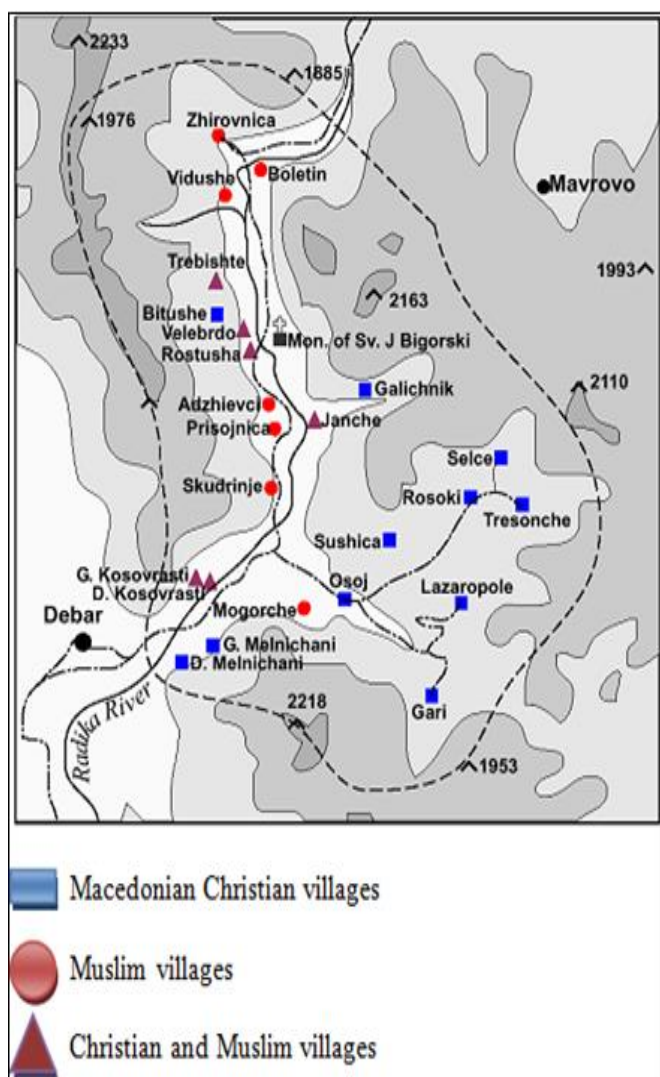 2233
1885
1976
Zhirovnica
Boletin
Vidushe
Mavrovo
Trebishte
1993
2163
Bitushe
Velebrdo
Mon. of Sv. J Bigorski
Rostusha
2110
Galichnik
Adzhievci
Janche
Prisojnica
Selce
Skudrinje
Rosoki
Tresonche
Sushica
G. Kosovrasti
D. Kosovrasti
Osoj
Lazaropole
Debar
Mogorche
G. Melnichani
D. Melnichani
Gari
2218
Radika River
1953
Macedonian Christian villages
Muslim villages
Christian and Muslim villages